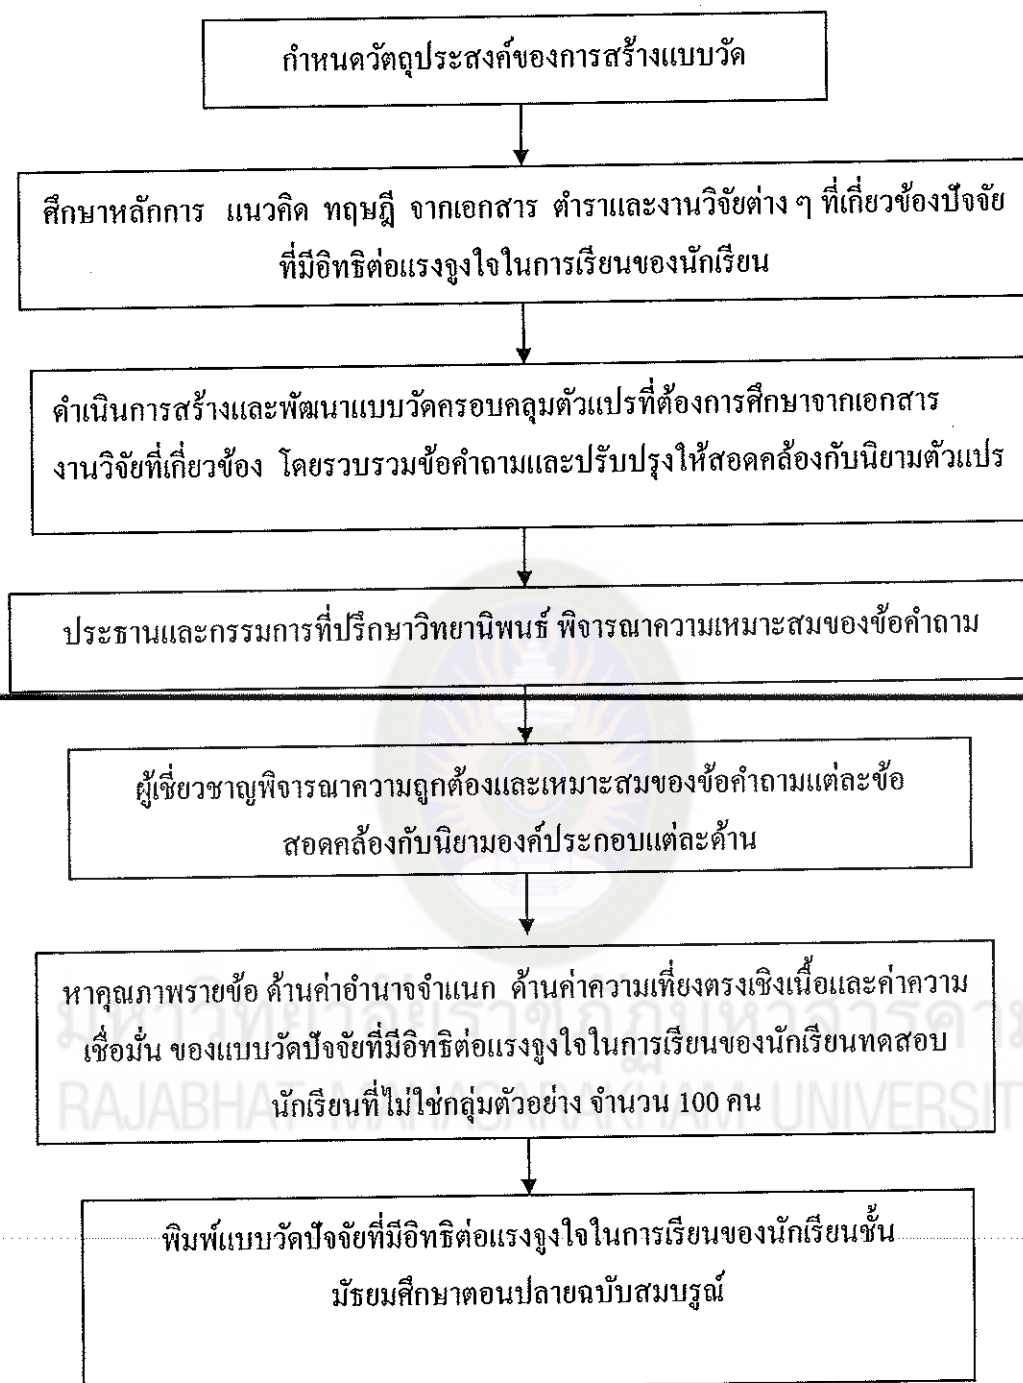 กำหนดวัตถุประสงค์ของการสร้างแบบวัด
ศึกษาหลักการ แนวคิด ทฤษฎี จากเอกสาร ตำราและงานวิจัยต่าง ๆ ที่เกี่ยวข้องปัจจัย
ที่มีอิทธิต่อแรงจูงใจในการเรียนของนักเรียน
ดำเนินการสร้างและพัฒนาแบบวัดครอบคลุมตัวแปรที่ต้องการศึกษาจากเอกสาร
งานวิจัยที่เกี่ยวข้อง โดยรวบรวมข้อคำถามและปรับปรุงให้สอดคล้องกับนิยามตัวแปร
ประธานและกรรมการที่ปรึกษาวิทยานิพนธ์ พิจารณาความเหมาะสมของข้อคำถาม
ผู้เชี่ยวชาญพิจารณาความถูกต้องและเหมาะสมของข้อคำถามแต่ละข้อ
สอดคล้องกับนิยามองค์ประกอบแต่ละด้าน
หาคุณภาพรายข้อ ด้านค่าอำนาจจำแนก ด้านค่าความเที่ยงตรงเชิงเนื้อและค่าความ
เชื่อมั่น ของแบบวัดปัจจัยที่มีอิทธิต่อแรงจูงใจในการเรียนของนักเรียนทดสอบ
นักเรียนที่ไม่ใช่กลุ่มตัวอย่าง จำนวน 100 คน
มหาวิทยาลัยราชภัฏมหาสารคาม
RAJABHAT MAHASARAKHAM UNIVERSIT
พิมพ์แบบวัดปัจจัยที่มีอิทธิต่อแรงจูงใจในการเรียนของนักเรียนชั้น
มัธยมศึกษาตอนปลายฉบับสมบรูณ์